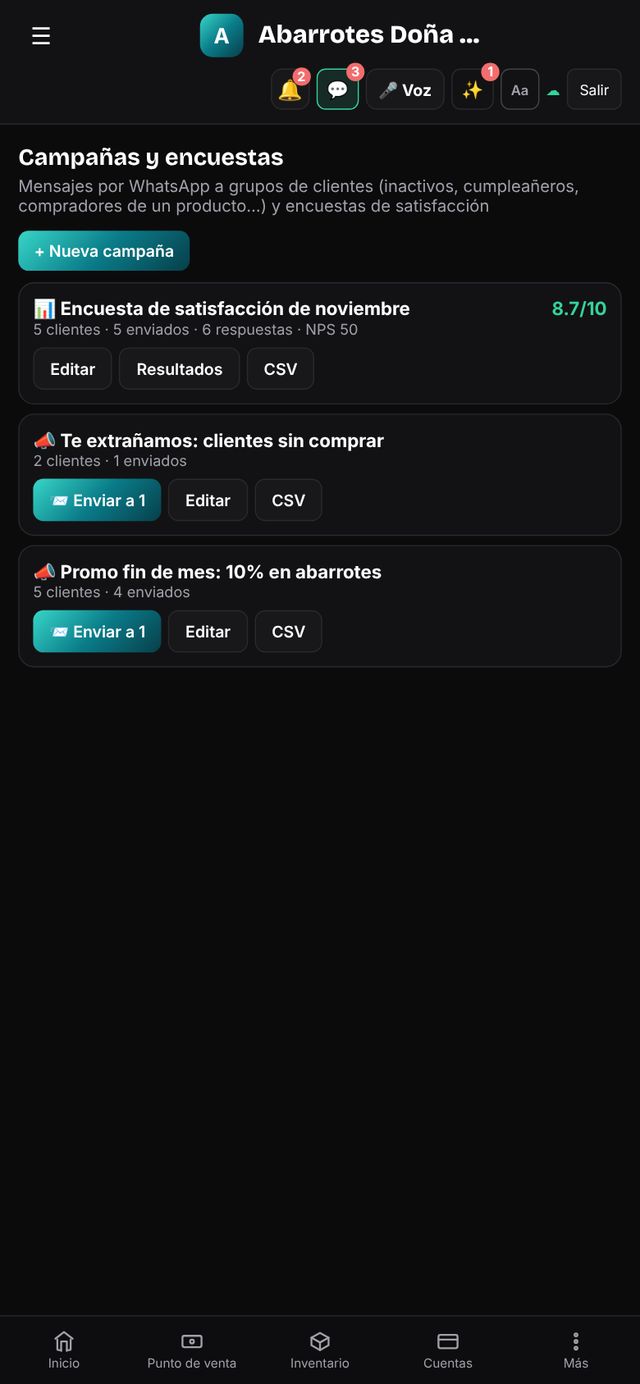 ☰
A
Abarrotes Doña ...
🔔 2
💬 3
🎤 Voz
✨ 1
Aa
☁
Salir
Campañas y encuestas
Mensajes por WhatsApp a grupos de clientes (inactivos, cumpleañeros,
compradores de un producto...) y encuestas de satisfacción
+ Nueva campaña
📊 Encuesta de satisfacción de noviembre
8.7/10
5 clientes · 5 enviados · 6 respuestas · NPS 50
Editar
Resultados
CSV
📣 Te extrañamos: clientes sin comprar
2 clientes · 1 enviados
📨 Enviar a 1
Editar
CSV
📣 Promo fin de mes: 10% en abarrotes
5 clientes · 4 enviados
📨 Enviar a 1
Editar
CSV
Inicio
Punto de venta
Inventario
Cuentas
Más